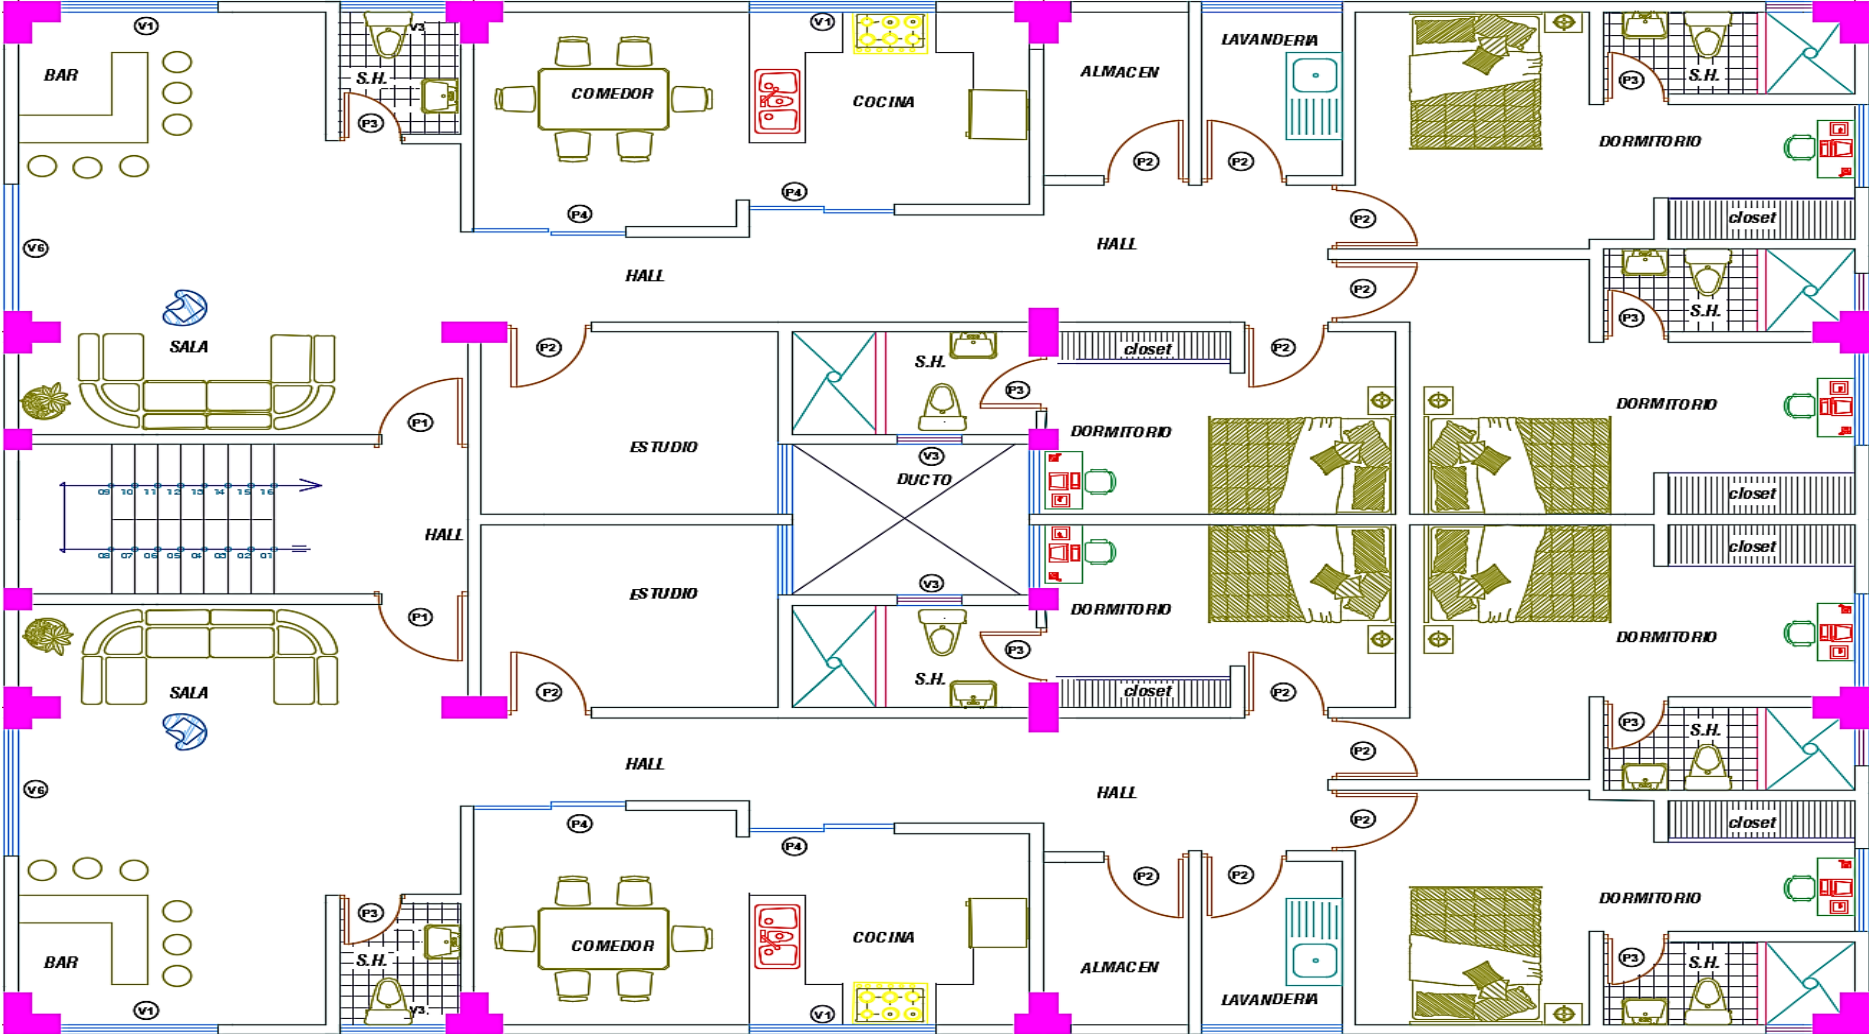 V1
V3
V1
LAVANDERIA
BAR
S.H.
COMEDOR
COCINA
ALMACEN
P3
S.H.
P3
P2
P2
DORMITORIO
P4
P4
P2
closet
V6
HALL
HALL
P2
P3
S.H.
SALA
P2
S.H.
closet
P2
P3
P1
ESTUDIO
DORMITORIO
DORMITORIO
V3
DUCTO
closet
09 10 11 12 13 14 15 16
HALL
08 07 06 05 04 03 02 01
closet
V3
P1
ESTUDIO
DORMITORIO
DORMITORIO
P3
SALA
P2
S.H.
closet
P2
P3
S.H.
HALL
P2
V6
HALL
P4
P4
P2
closet
P2
P2
P3
DORMITORIO
BAR
S.H.
COMEDOR
COCINA
ALMACEN
P3
S.H.
LAVANDERIA
V1
V3
V1